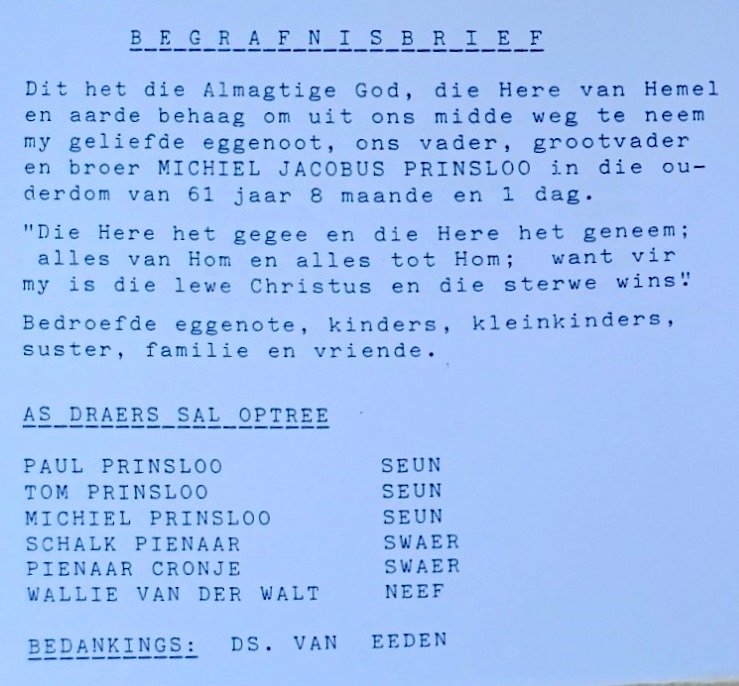 BEGRAFNISBRIEF
Dit het die Almagtige God, die Here van Hemel
en aarde behaag om uit ons midde weg te neem
my geliefde eggenoot, ons vader, grootvader
en broer MICHIEL JACOBUS PRINSLOO in die ou-
derdom van 61 jaar 8 maande en 1 dag.
"Die Here het gegee en die Here het geneem;
alles van Hom en alles tot Hom; want vir
my is die lewe Christus en die sterwe wins".
Bedroefde eggenote, kinders, kleinkinders,
suster, familie en vriende.
AS DRAERS SAL OPTREE
PAUL PRINSLOO SEUN
TOM PRINSLOO SEUN
MICHIEL PRINSLOO SEUN
SCHALK PIENAAR SWAER
PIENAAR CRONJE SWAER
WALLIE VAN DER WALT NEEF
BEDANKINGS: DS. VAN EEDEN